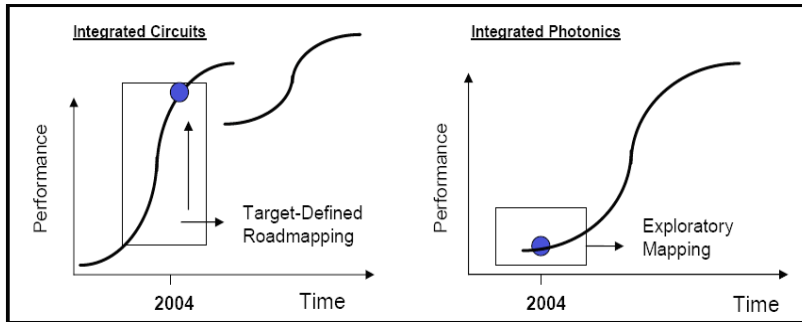 Integrated Circuits
Performance
Target-Defined
Roadmapping
2004
Time
Integrated Photonics
Performance
Exploratory
Mapping
2004
Time